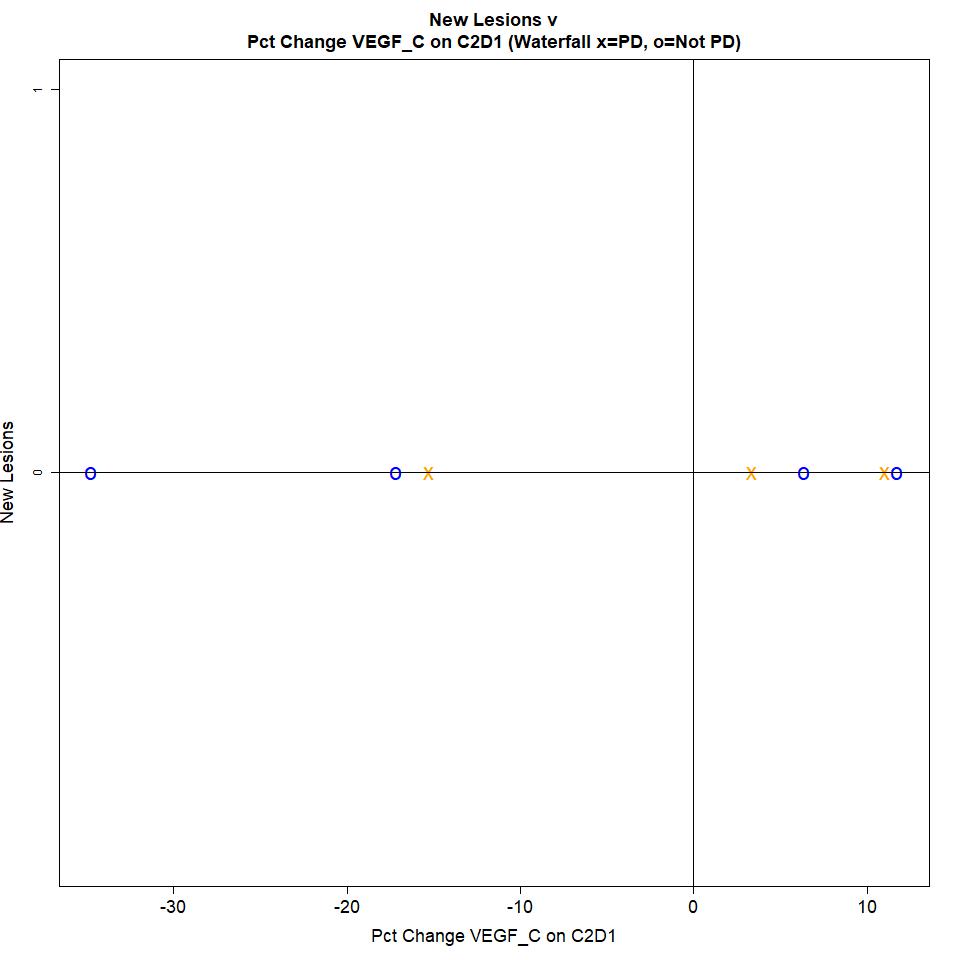 New Lesions v
Pct Change VEGF_C on C2D1 (Waterfall x=PD, o=Not PD)
1
New Lesions
0
o o x x o x o
-30 -20 -10 0 10
Pct Change VEGF_C on C2D1